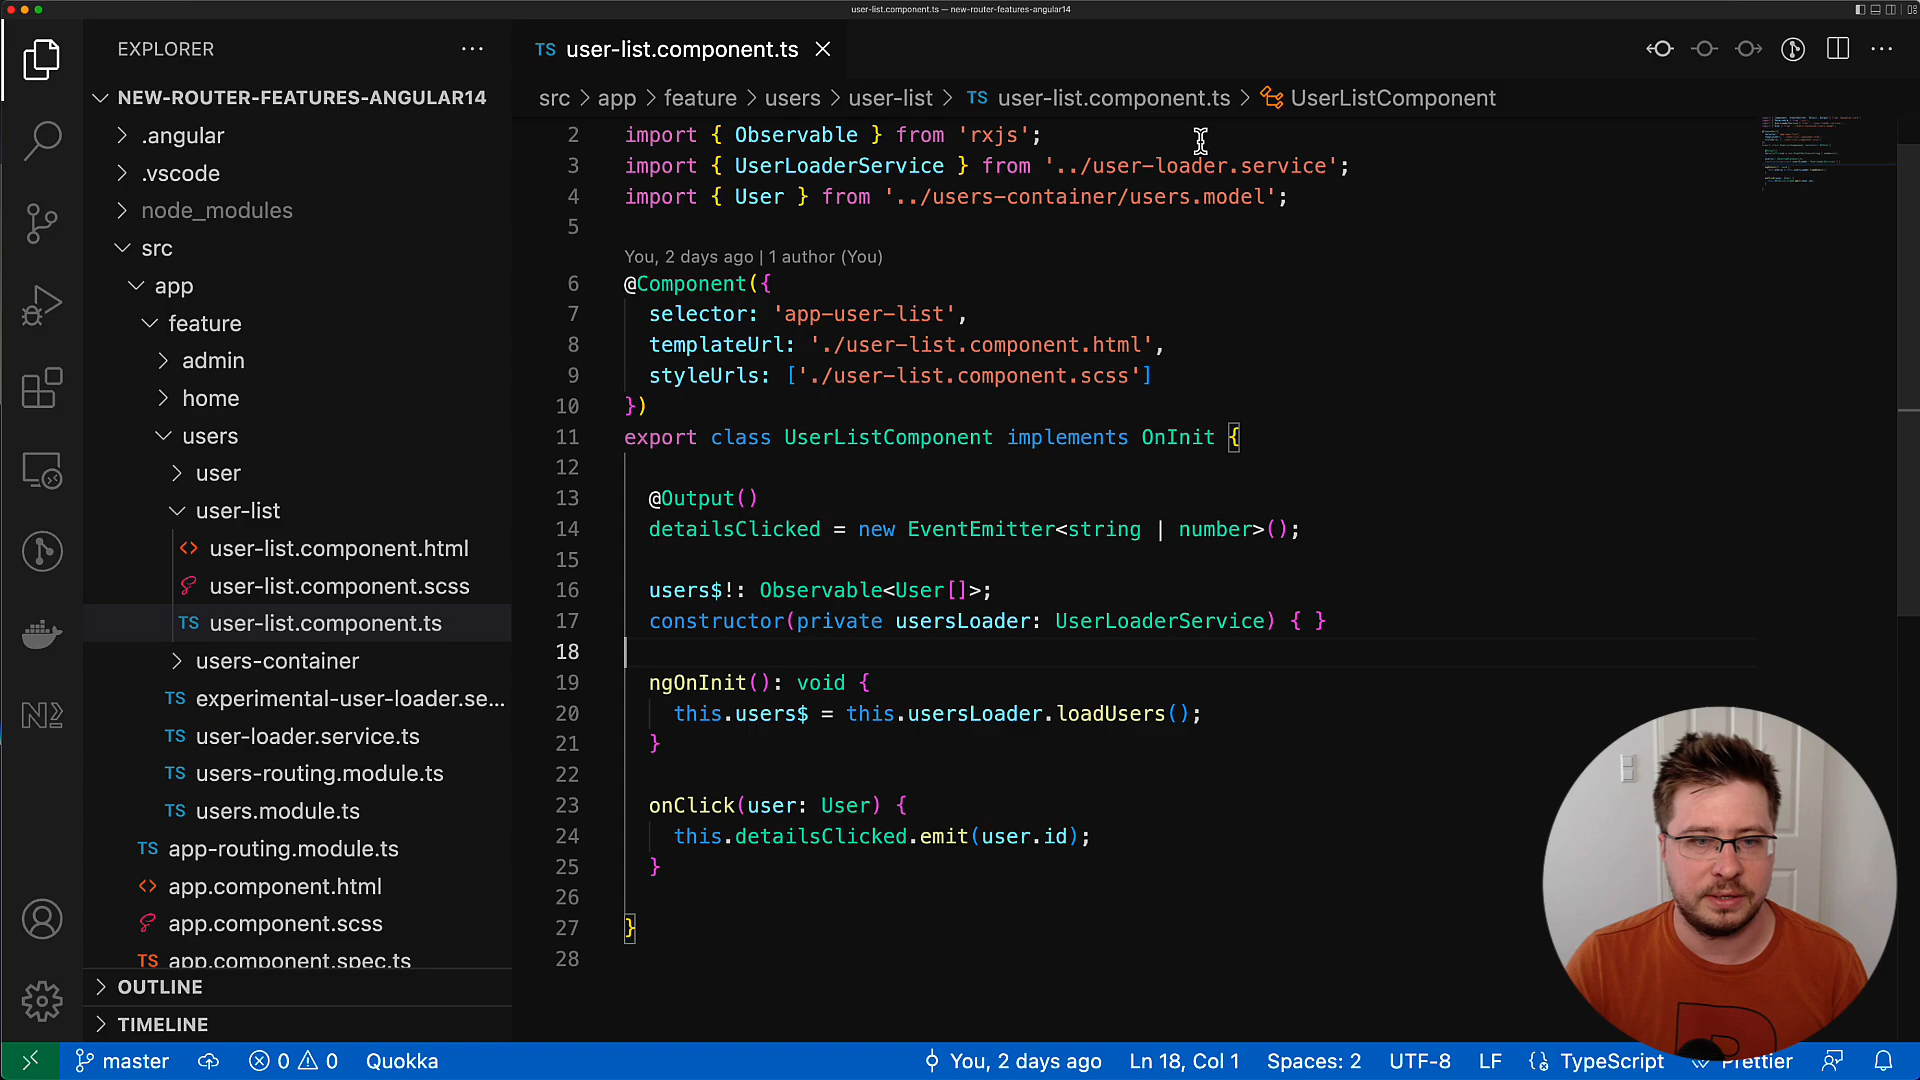 user-list.component.ts — new-router-features-angular14
EXPLORER
NEW-ROUTER-FEATURES-ANGULAR14
.angular
.vscode
node_modules
src
app
feature
admin
home
users
user
user-list
user-list.component.html
user-list.component.scss
TS user-list.component.ts
users-container
TS experimental-user-loader.se...
TS user-loader.service.ts
TS users-routing.module.ts
TS users.module.ts
TS app-routing.module.ts
app.component.html
app.component.scss
TS app.component.spec.ts
OUTLINE
TIMELINE
TS user-list.component.ts
src > app > feature > users > user-list > TS user-list.component.ts > UserListComponent
2 import { Observable } from 'rxjs';
3 import { UserLoaderService } from '../user-loader.service';
4 import { User } from '../users-container/users.model';
5
You, 2 days ago | 1 author (You)
6 @Component({
7 selector: 'app-user-list',
8 templateUrl: './user-list.component.html',
9 styleUrls: ['./user-list.component.scss']
10 })
11 export class UserListComponent implements OnInit {
12
13 @Output()
14 detailsClicked = new EventEmitter<string | number>();
15
16 users$!: Observable<User[]>;
17 constructor(private usersLoader: UserLoaderService) { }
18
19 ngOnInit(): void {
20 this.users$ = this.usersLoader.loadUsers();
21 }
22
23 onClick(user: User) {
24 this.detailsClicked.emit(user.id);
25 }
26
27 }
28
master 0 0 Quokka You, 2 days ago Ln 18, Col 1 Spaces: 2 UTF-8 LF TypeScript Prettier